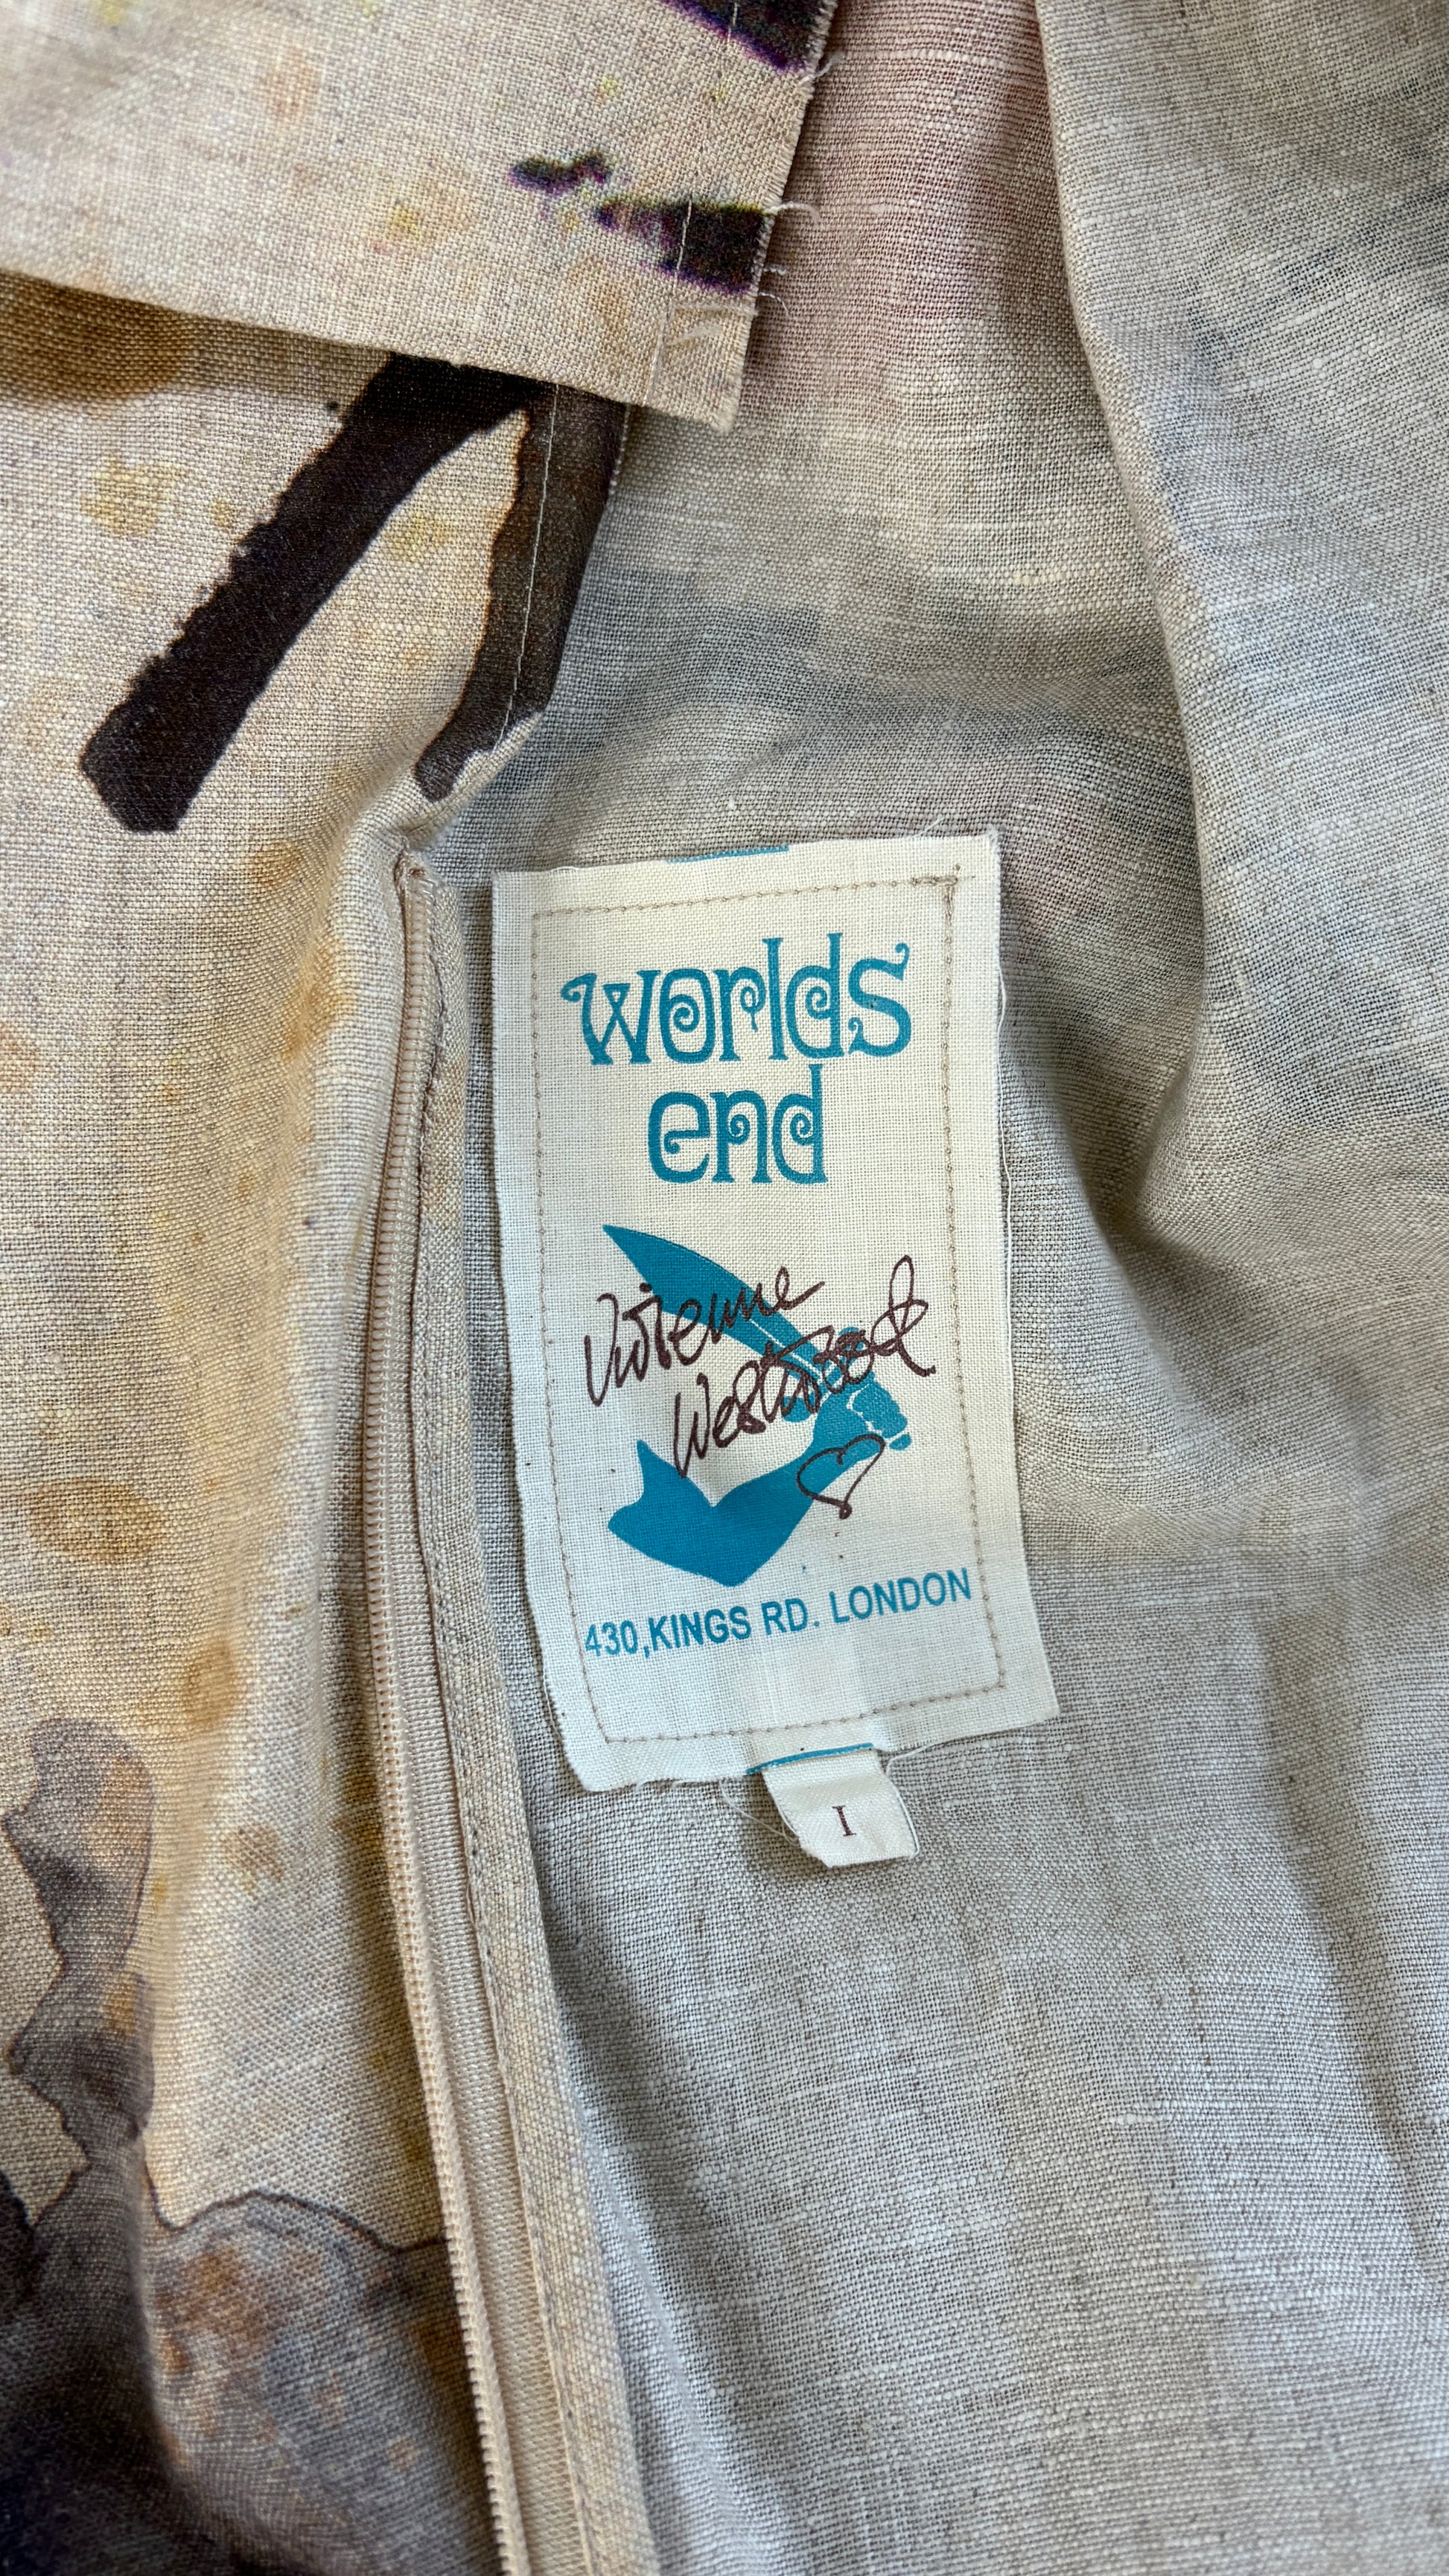 worlds
end
Vivienne
Westwood
430,KINGS RD. LONDON
I